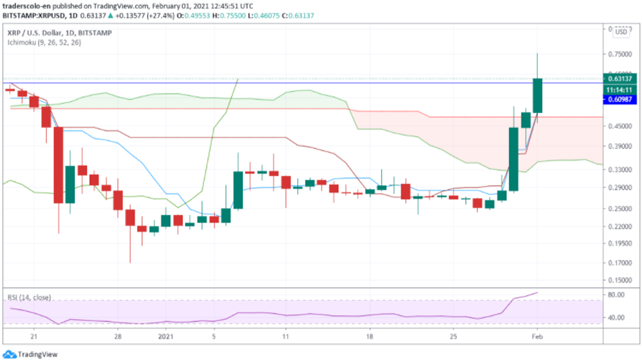 traderscolo-en published on TradingView.com, February 01, 2021 12:45:51 UTC
BITSTAMP:XRPUSD, 1D 0.63137 ▲ +0.13577 (+27.4%) O:0.49553 H:0.75500 L:0.46075 C:0.63137
XRP / U.S. Dollar, 1D, BITSTAMP
Ichimoku (9, 26, 52, 26)
USD
0.75000
0.63137
11:14:11
0.60987
0.45000
0.39000
0.33000
0.29000
0.25000
0.22000
0.19500
0.17000
0.15000
RSI (14, close)
80.00
40.00
21 28 2021 5 11 18 25 Feb
TradingView